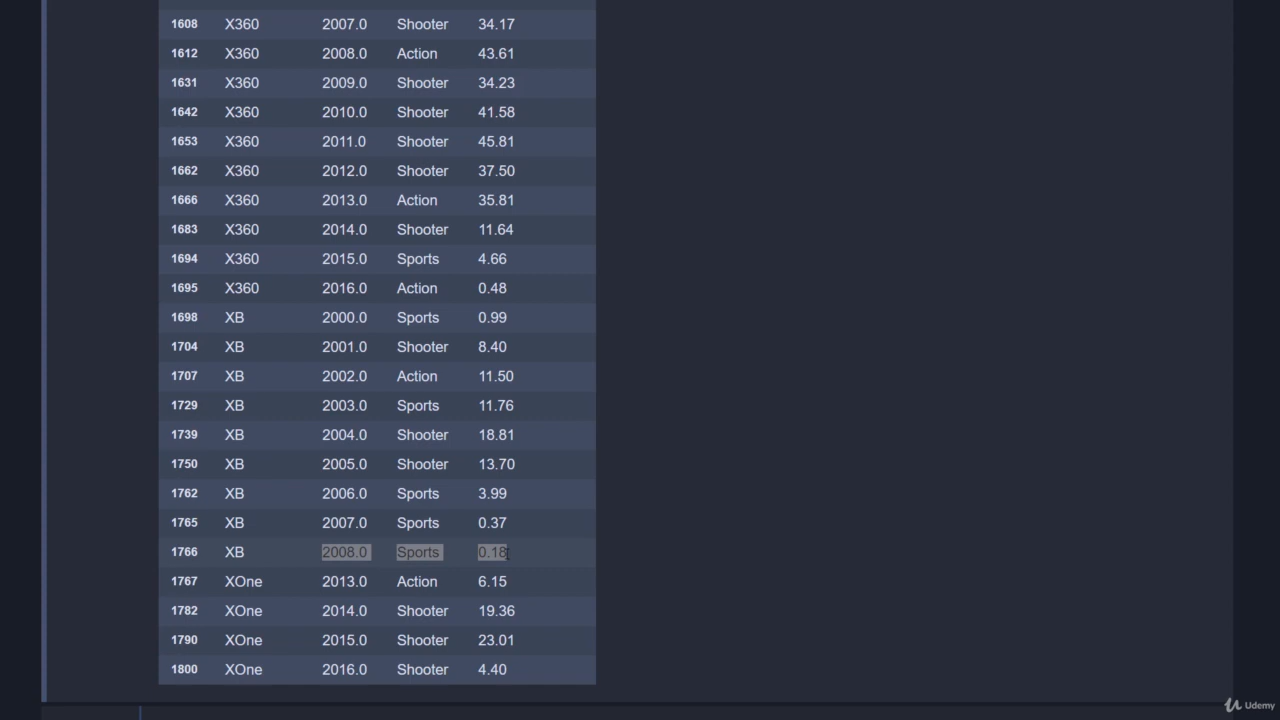 1608 X360 2007.0 Shooter 34.17
1612 X360 2008.0 Action 43.61
1631 X360 2009.0 Shooter 34.23
1642 X360 2010.0 Shooter 41.58
1653 X360 2011.0 Shooter 45.81
1662 X360 2012.0 Shooter 37.50
1666 X360 2013.0 Action 35.81
1683 X360 2014.0 Shooter 11.64
1694 X360 2015.0 Sports 4.66
1695 X360 2016.0 Action 0.48
1698 XB 2000.0 Sports 0.99
1704 XB 2001.0 Shooter 8.40
1707 XB 2002.0 Action 11.50
1729 XB 2003.0 Sports 11.76
1739 XB 2004.0 Shooter 18.81
1750 XB 2005.0 Shooter 13.70
1762 XB 2006.0 Sports 3.99
1765 XB 2007.0 Sports 0.37
1766 XB 2008.0 Sports 0.18
1767 XOne 2013.0 Action 6.15
1782 XOne 2014.0 Shooter 19.36
1790 XOne 2015.0 Shooter 23.01
1800 XOne 2016.0 Shooter 4.40
Udemy